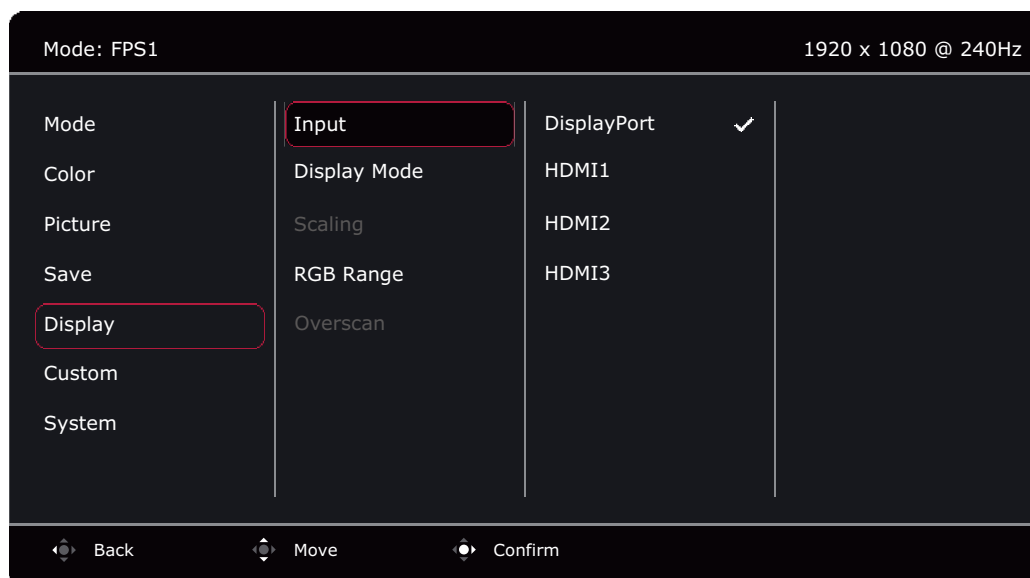 Mode: FPS1
1920 x 1080 @ 240Hz
Mode
Color
Picture
Save
Display
Custom
System
Input
Display Mode
Scaling
RGB Range
Overscan
DisplayPort
HDMI1
HDMI2
HDMI3
Back
Move
Confirm